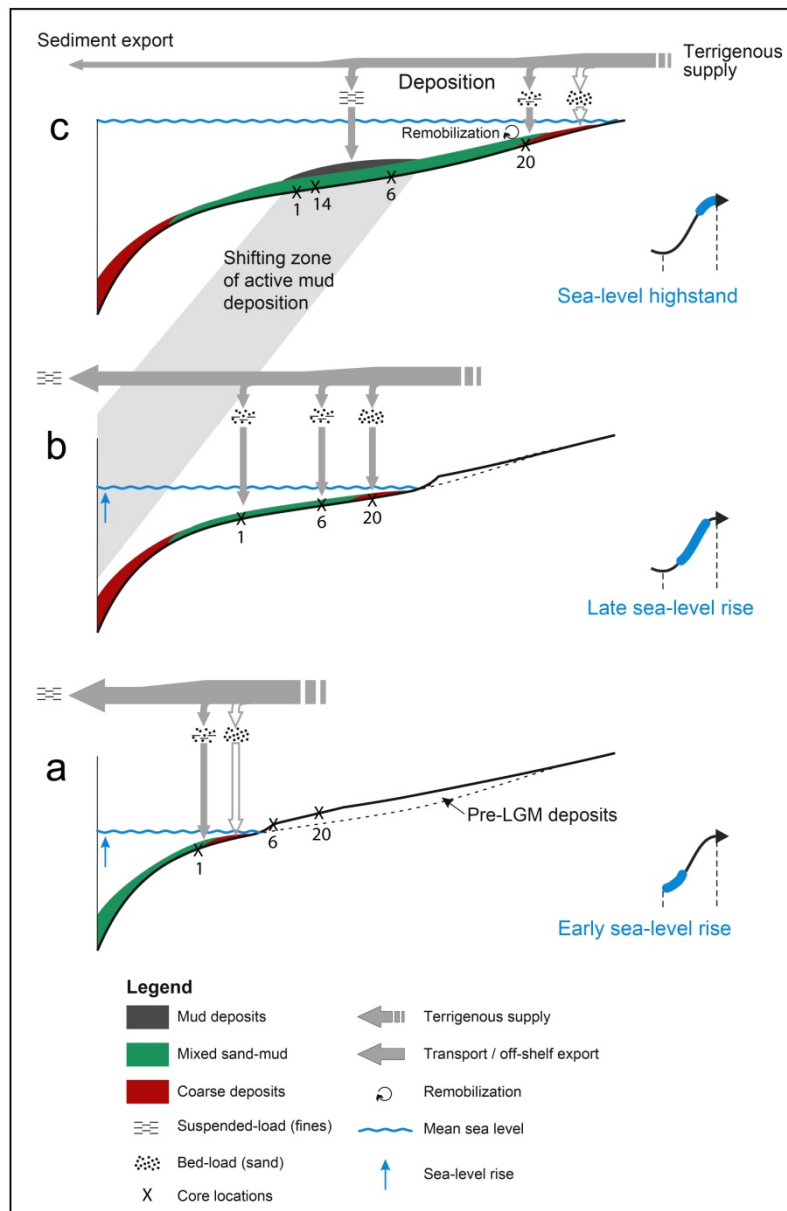 Sediment export
Terrigenous
supply
Deposition
c
Remobilization
20
1
14
6
Shifting zone
of active mud
deposition
Sea-level highstand
b
1
6
20
Late sea-level rise
a
Pre-LGM deposits
6
20
1
Early sea-level rise
Legend
Mud deposits
Terrigenous supply
Mixed sand-mud
Transport / off-shelf export
Coarse deposits
Remobilization
Suspended-load (fines)
Mean sea level
Bed-load (sand)
Sea-level rise
X Core locations